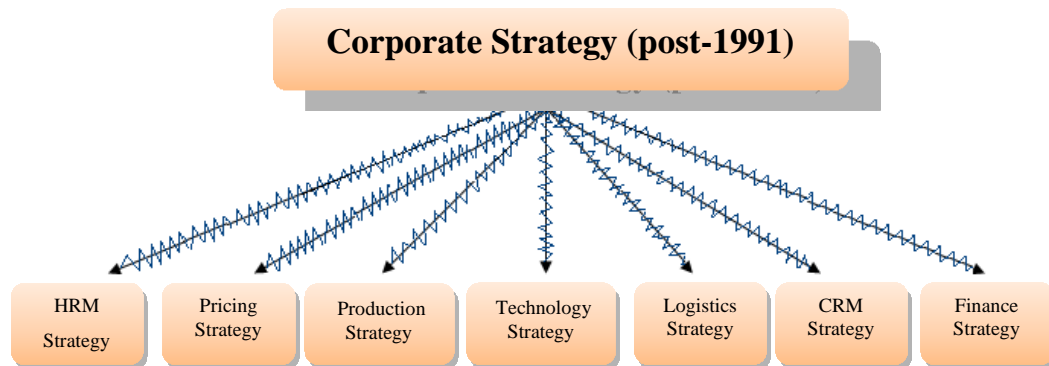 Corporate Strategy (post-1991)
HRM
Strategy
Pricing
Strategy
Production
Strategy
Technology
Strategy
Logistics
Strategy
CRM
Strategy
Finance
Strategy